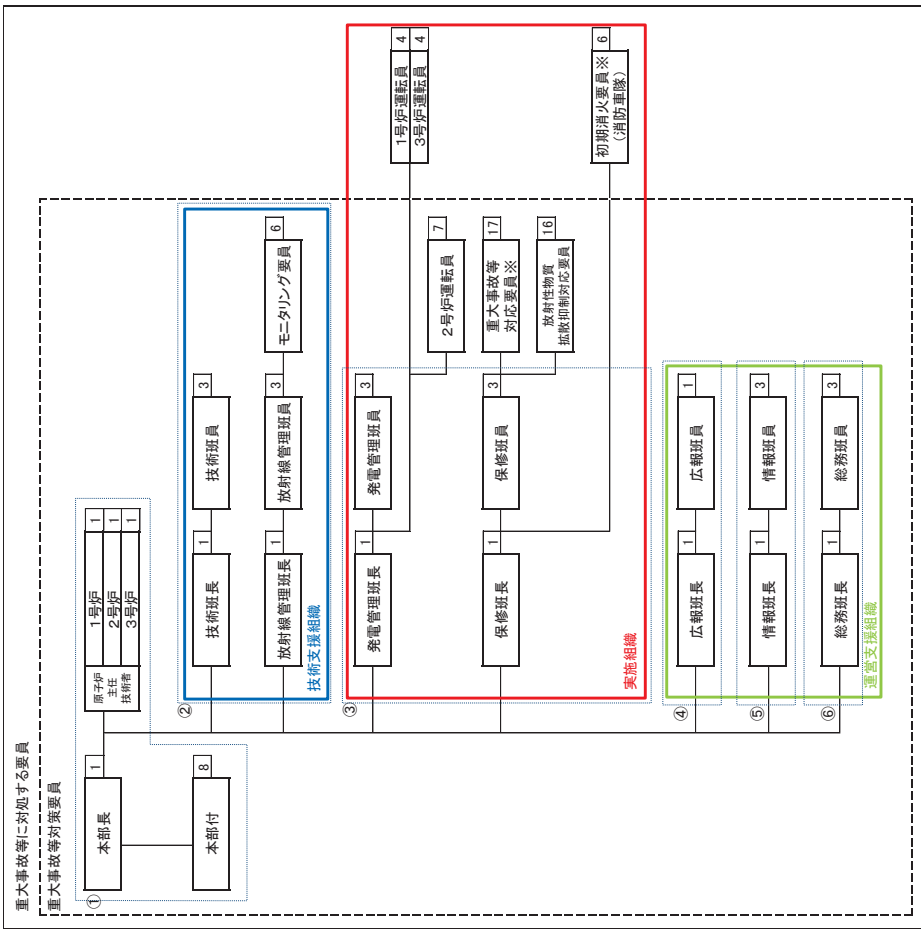 重大事故等に対処する要員
重大事故等対策要員
①
本部長
1
本部付
8
原子炉
主任
技術者
1号炉
1
2号炉
1
3号炉
1
②
技術班長
1
技術班員
3
放射線管理班長
1
放射線管理班員
3
モニタリング要員
6
技術支援組織
③
発電管理班長
1
発電管理班員
3
1号炉運転員
4
3号炉運転員
4
2号炉運転員
7
保修班長
1
保修班員
3
重大事故等
対応要員※
17
放射性物質
拡散抑制対応要員
16
初期消火要員※
(消防車隊)
6
実施組織
④
広報班長
1
広報班員
1
⑤
情報班長
1
情報班員
3
⑥
総務班長
1
総務班員
3
運営支援組織